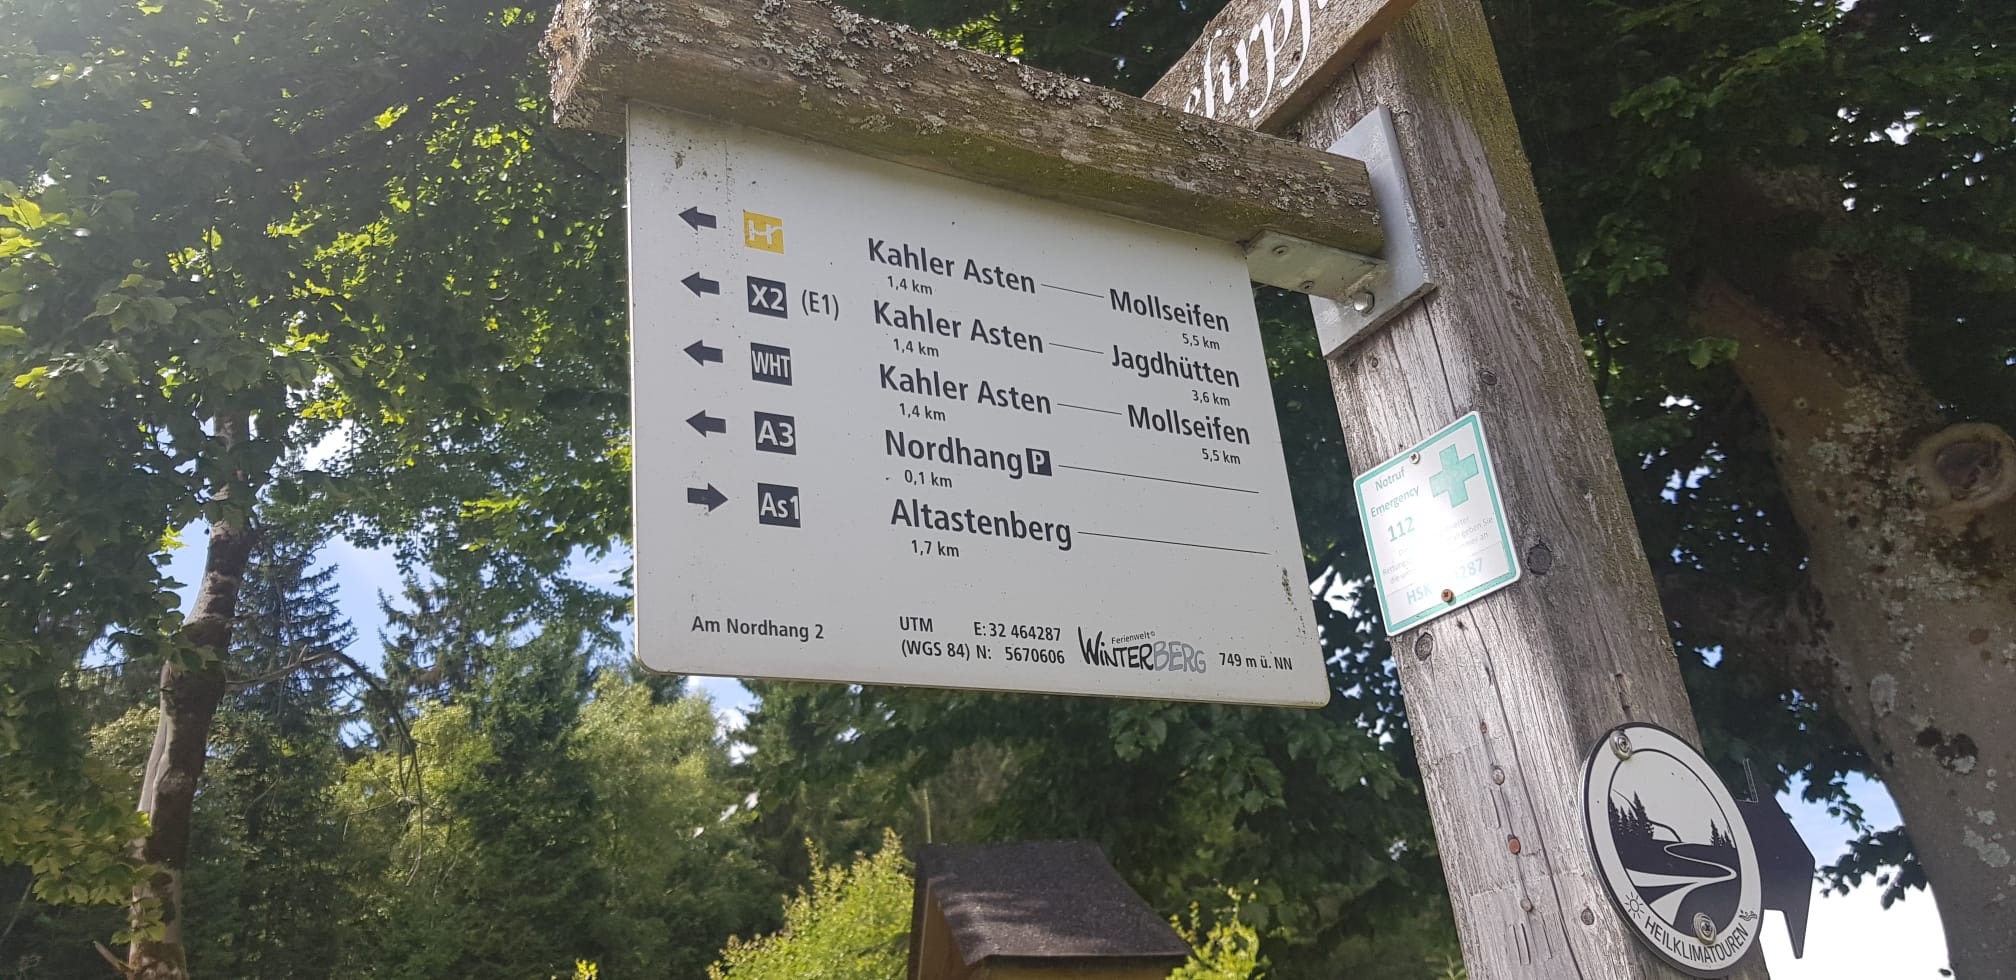 Kahler Asten Mollseifen
1,4 km 5,5 km
X2 (E1) Kahler Asten Jagdhütten
1,4 km 3,6 km
WHT Kahler Asten Mollseifen
1,4 km 5,5 km
A3 Nordhang P
0,1 km
As1 Altastenberg
1,7 km
Am Nordhang 2
UTM E: 32 464287
(WGS 84) N: 5670606
Ferienwelt
WINTERBERG
749 m ü. NN
Notruf
Emergency
112
HEILKLIMATOUREN